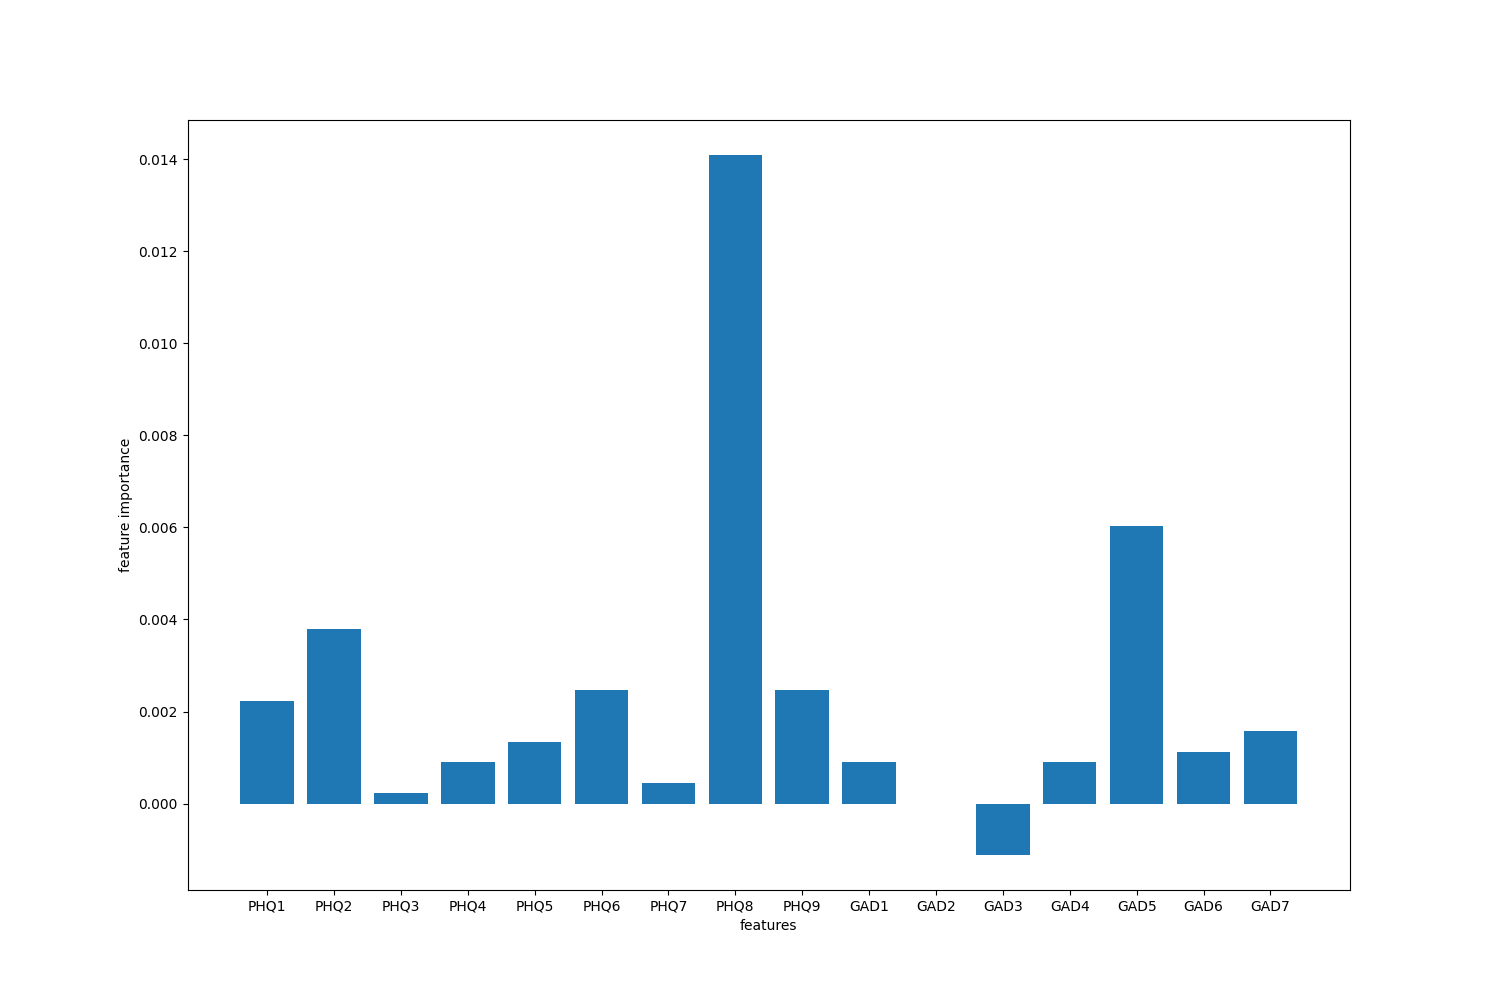 0.014
0.012
0.010
0.008
0.006
0.004
0.002
0.000
feature importance
PHQ1 PHQ2 PHQ3 PHQ4 PHQ5 PHQ6 PHQ7 PHQ8 PHQ9 GAD1 GAD2 GAD3 GAD4 GAD5 GAD6 GAD7
features